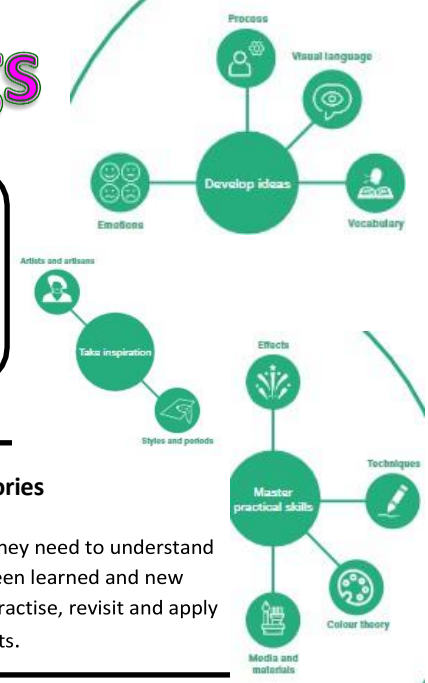 Process
Visual language
Develop ideas
Emotions
Vocabulary
Artists and artisans
Take inspiration
Styles and periods
Effects
Techniques
Master
practical skills
Colour theory
Media and
materials
ories
hey need to understand
een learned and new
ractise, revisit and apply
ts.